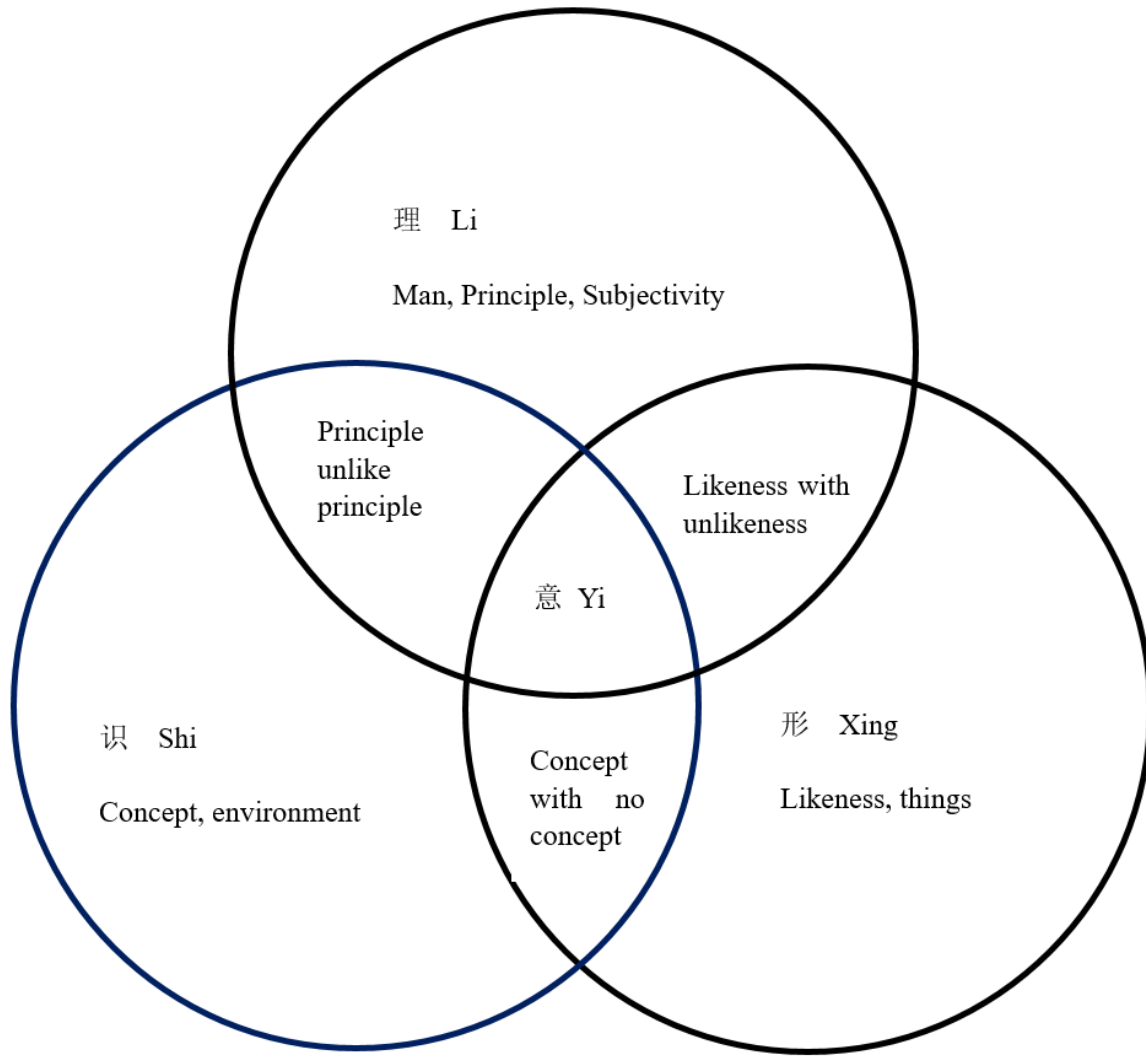 理 Li
Man, Principle, Subjectivity
Principle
unlike
principle
Likeness with
unlikeness
意 Yi
识 Shi
Concept, environment
Concept
with no
concept
形 Xing
Likeness, things